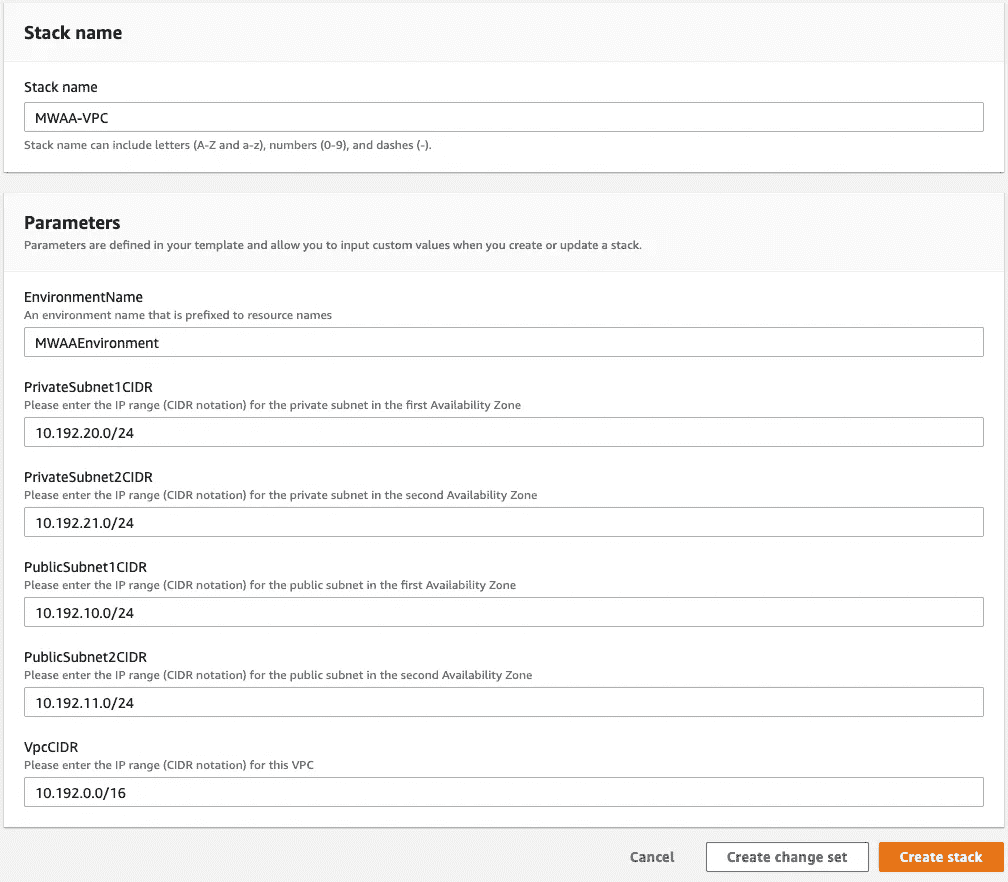 Stack name
Stack name
MWAA-VPC
Stack name can include letters (A-Z and a-z), numbers (0-9), and dashes (-).
Parameters
Parameters are defined in your template and allow you to input custom values when you create or update a stack.
EnvironmentName
An environment name that is prefixed to resource names
MWAAEnvironment
PrivateSubnet1CIDR
Please enter the IP range (CIDR notation) for the private subnet in the first Availability Zone
10.192.20.0/24
PrivateSubnet2CIDR
Please enter the IP range (CIDR notation) for the private subnet in the second Availability Zone
10.192.21.0/24
PublicSubnet1CIDR
Please enter the IP range (CIDR notation) for the public subnet in the first Availability Zone
10.192.10.0/24
PublicSubnet2CIDR
Please enter the IP range (CIDR notation) for the public subnet in the second Availability Zone
10.192.11.0/24
VpcCIDR
Please enter the IP range (CIDR notation) for this VPC
10.192.0.0/16
Cancel Create change set Create stack